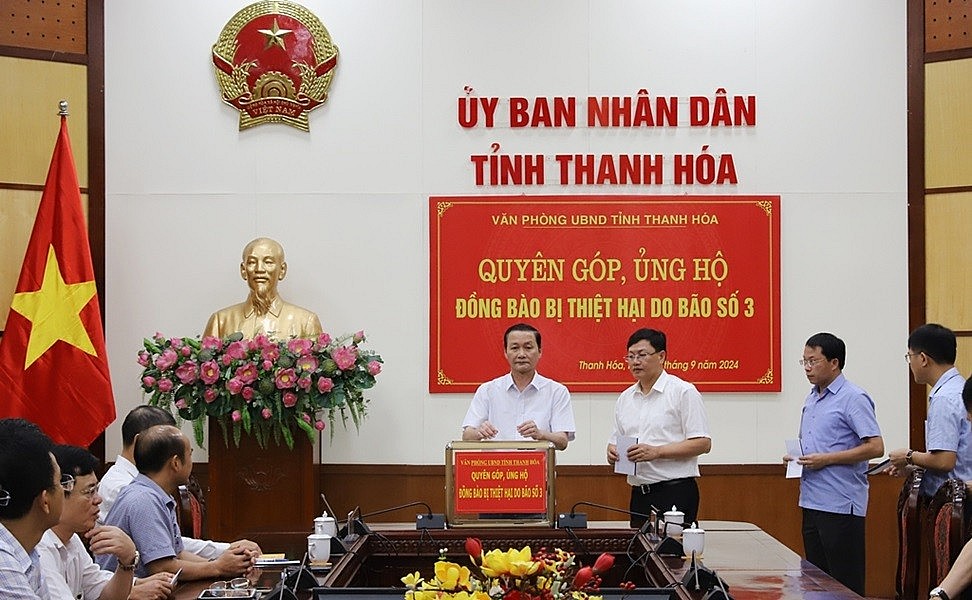 VIỆT NAM
ỦY BAN NHÂN DÂN
TỈNH THANH HÓA
VĂN PHÒNG UBND TỈNH THANH HÓA
QUYÊN GÓP, ỦNG HỘ
ĐỒNG BÀO BỊ THIỆT HẠI DO BÃO SỐ 3
Thanh Hóa, tháng 9 năm 2024
VĂN PHÒNG UBND TỈNH THANH HÓA
QUYÊN GÓP, ỦNG HỘ
ĐỒNG BÀO BỊ THIỆT HẠI DO BÃO SỐ 3